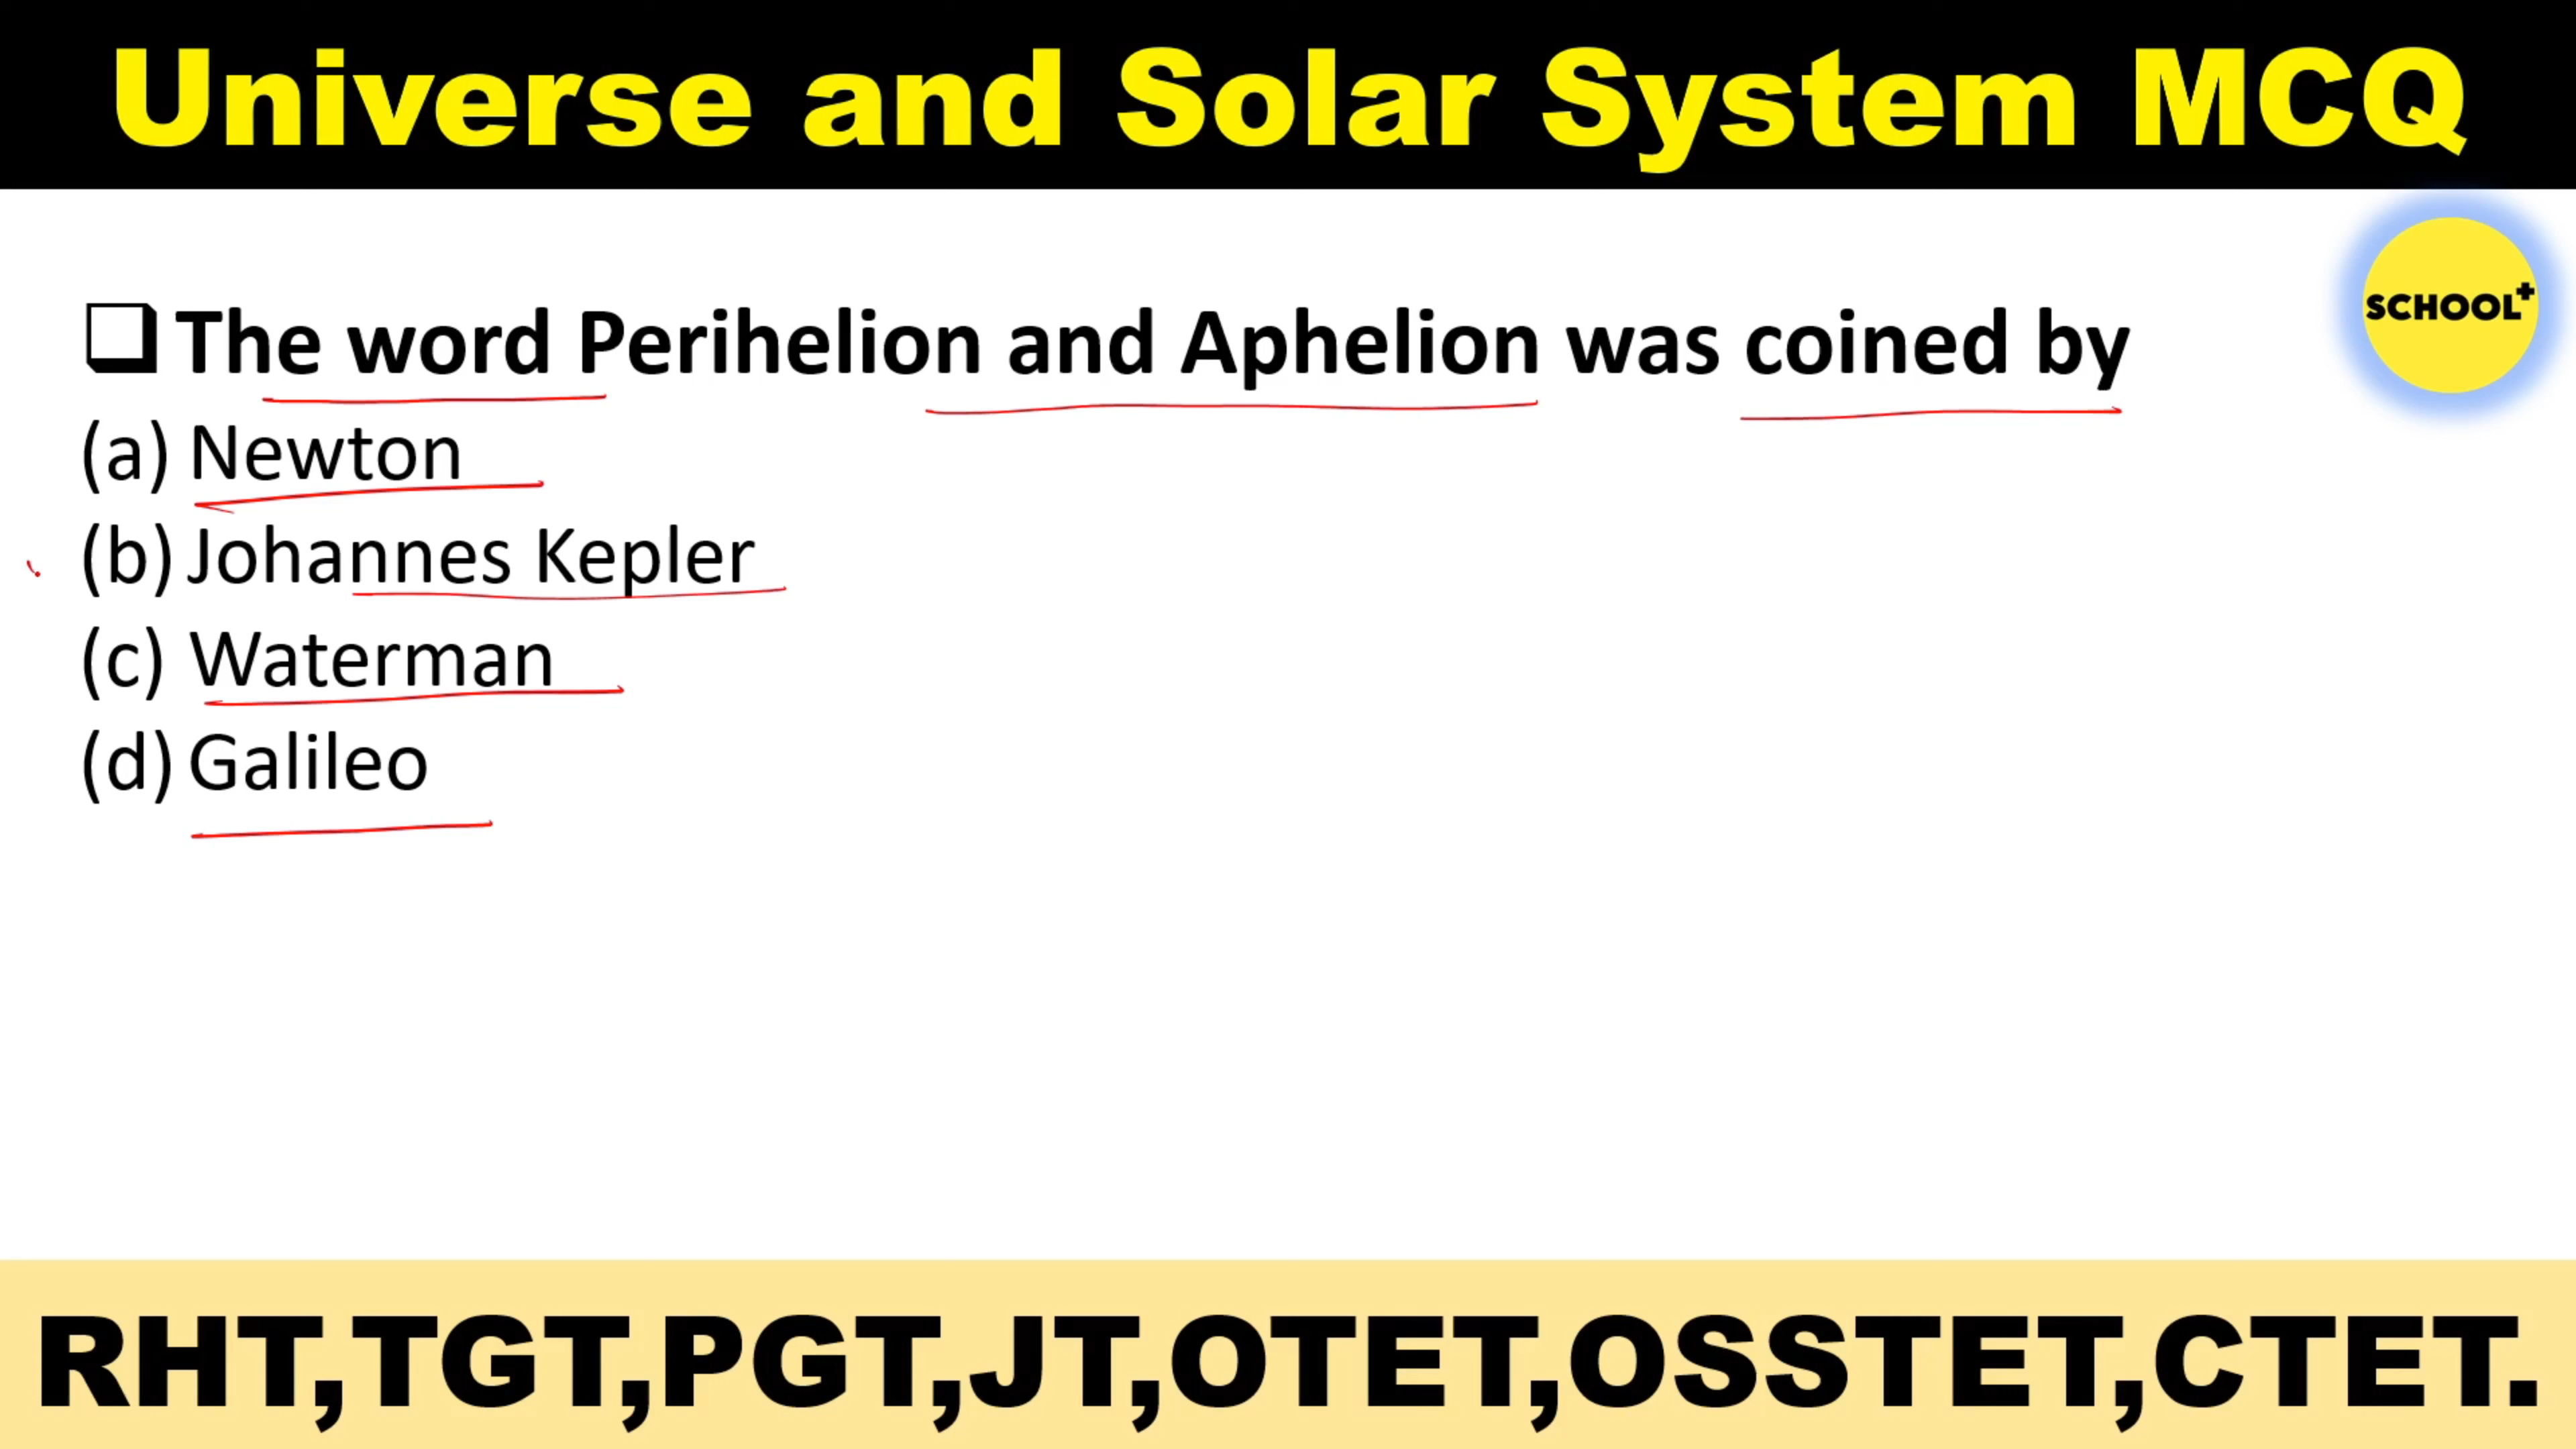 Universe and Solar System MCQ
SCHOOL+
The word Perihelion and Aphelion was coined by
(a) Newton
(b) Johannes Kepler
(c) Waterman
(d) Galileo
RHT,TGT,PGT,JT,OTET,OSSTET,CTET.